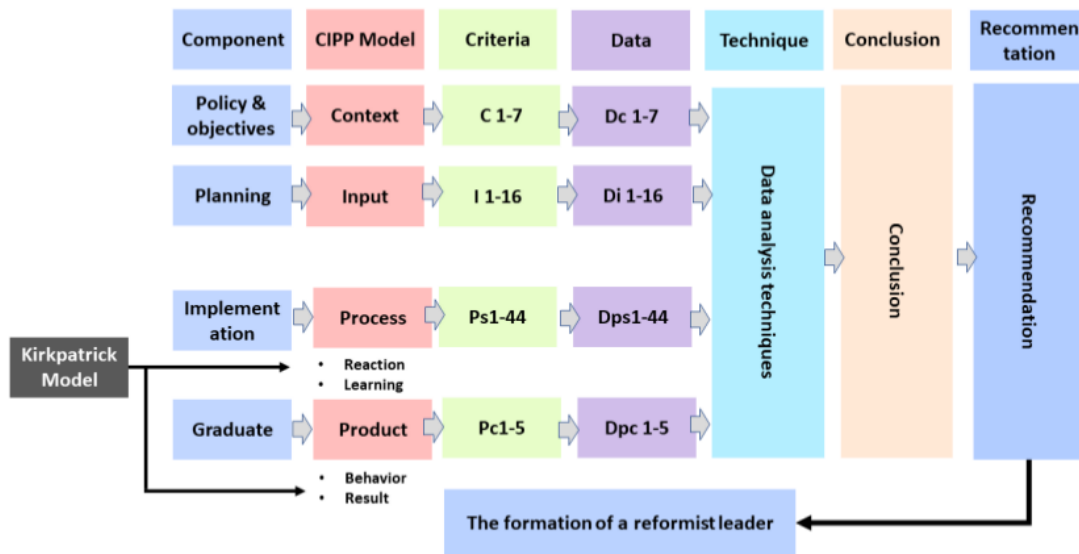 Component
CIPP Model
Criteria
Data
Technique
Conclusion
Recommen
tation
Policy &
objectives
Context
C 1-7
Dc 1-7
Planning
Input
I 1-16
Di 1-16
Implement
ation
Process
Ps1-44
Dps1-44
Kirkpatrick
Model
• Reaction
• Learning
Graduate
Product
Pc1-5
Dpc 1-5
• Behavior
• Result
Data analysis techniques
Conclusion
Recommendation
The formation of a reformist leader